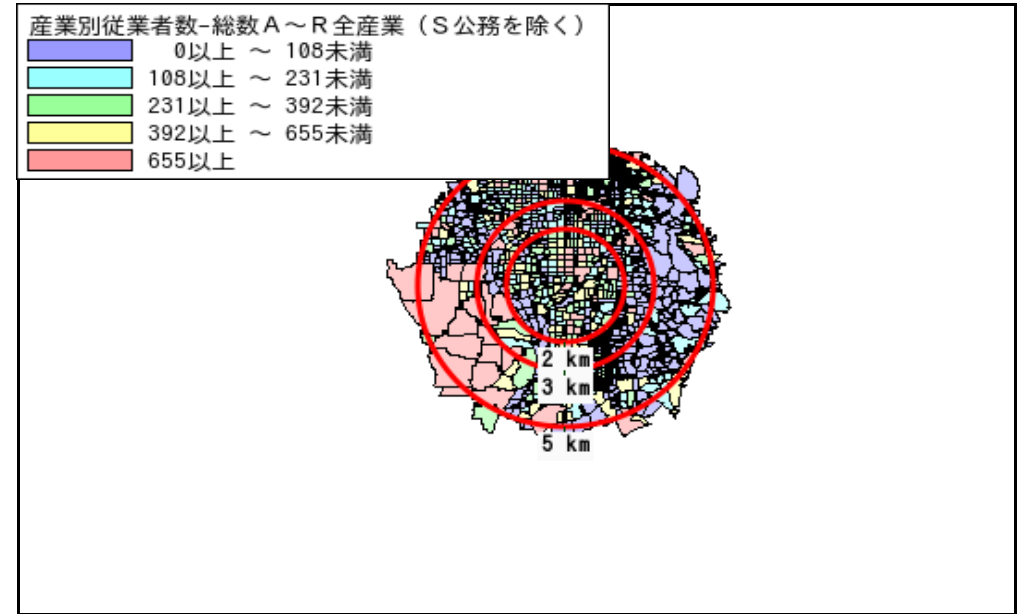 産業別従業者数-総数A～R全産業（S公務を除く）
0以上 ～ 108未満
108以上 ～ 231未満
231以上 ～ 392未満
392以上 ～ 655未満
655以上
2 km
3 km
5 km